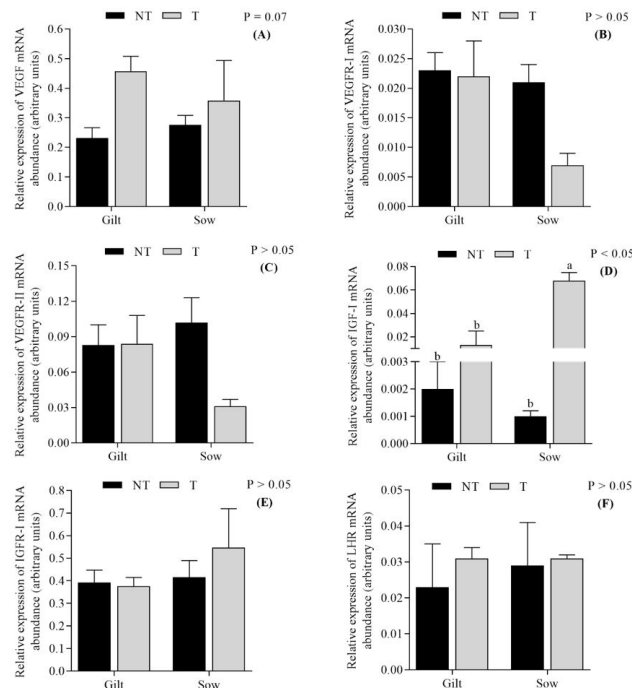 NT T P = 0.07
(A)
Relative expression of VEGF mRNA
abundance (arbitrary units)
0.6
0.5
0.4
0.3
0.2
0.1
0.0
Gilt Sow
NT T P > 0.05
(B)
Relative expression of VEGFR-I mRNA
abundance (arbitrary units)
0.030
0.025
0.020
0.015
0.010
0.005
0.000
Gilt Sow
NT T P > 0.05
(C)
Relative expression of VEGFR-II mRNA
abundance (arbitrary units)
0.15
0.12
0.09
0.06
0.03
0.00
Gilt Sow
NT T P < 0.05
(D)
Relative expression of IGF-I mRNA
abundance (arbitrary units)
0.08
0.06
0.04
0.02
0.003
0.002
0.001
0.000
b b b a
Gilt Sow
NT T P > 0.05
(E)
Relative expression of IGFR-I mRNA
abundance (arbitrary units)
0.8
0.7
0.6
0.5
0.4
0.3
0.2
0.1
0.0
Gilt Sow
NT T P > 0.05
(F)
Relative expression of LHR mRNA
abundance (arbitrary units)
0.05
0.04
0.03
0.02
0.01
0.00
Gilt Sow